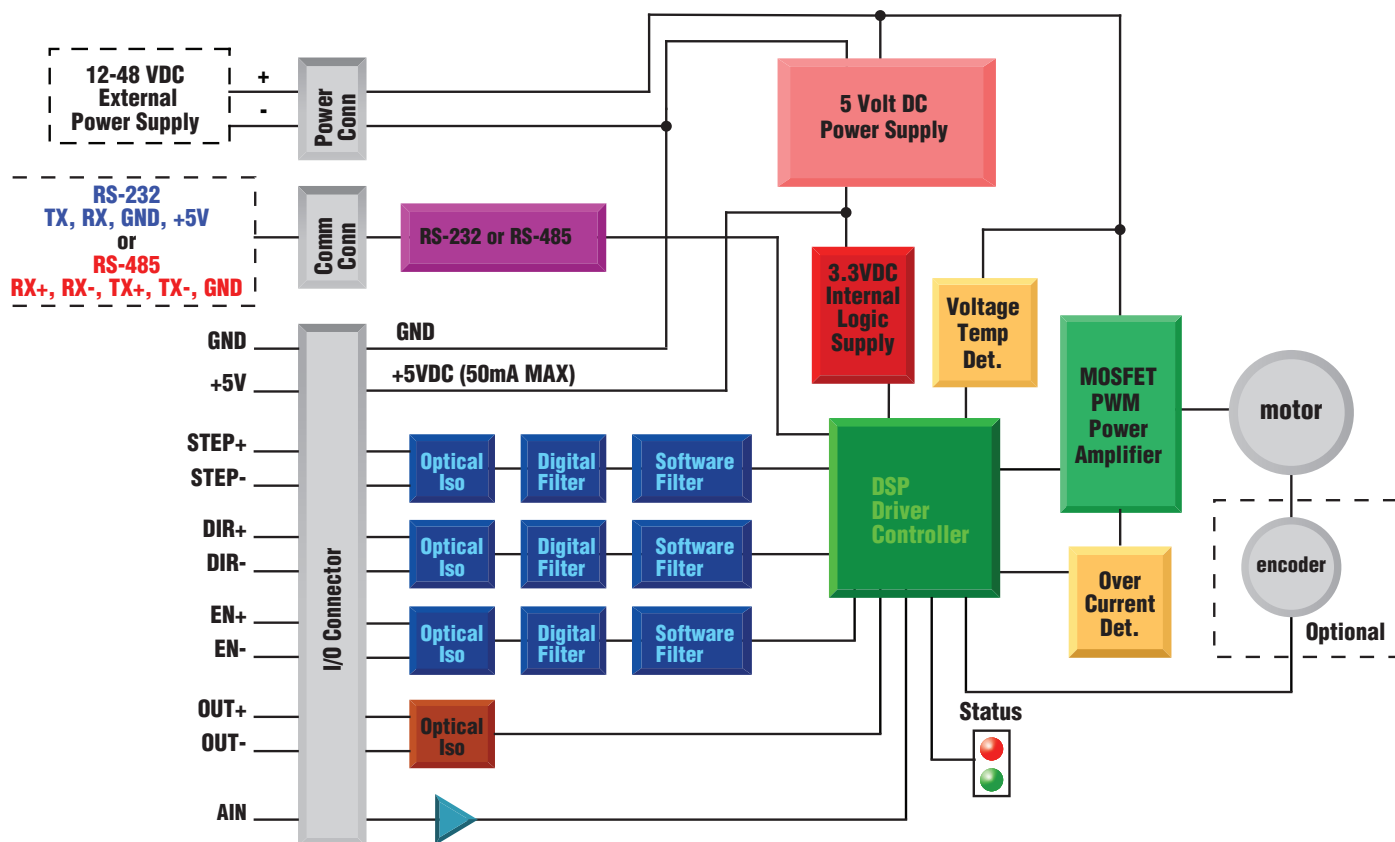 12-48 VDC
External
Power Supply
+
-
Power
Conn
5 Volt DC
Power Supply
RS-232
TX, RX, GND, +5V
or
RS-485
RX+, RX-, TX+, TX-, GND
Comm
Conn
RS-232 or RS-485
3.3VDC
Internal
Logic
Supply
Voltage
Temp
Det.
MOSFET
PWM
Power
Amplifier
motor
encoder
Optional
Over
Current
Det.
DSP
Driver
Controller
I/O Connector
GND
GND
+5V
+5VDC (50mA MAX)
STEP+
STEP-
Optical
Iso
Digital
Filter
Software
Filter
DIR+
DIR-
Optical
Iso
Digital
Filter
Software
Filter
EN+
EN-
Optical
Iso
Digital
Filter
Software
Filter
OUT+
OUT-
Optical
Iso
Status
AIN